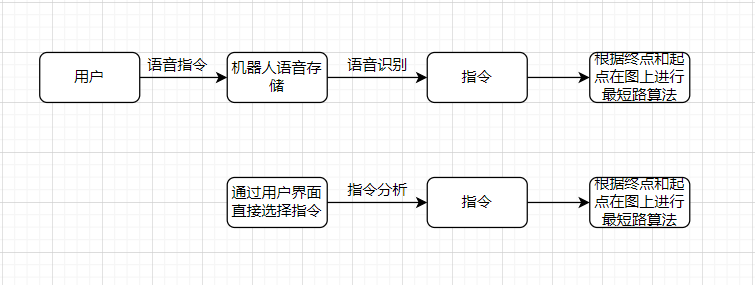 语音指令
语音识别
用户
机器人语音存
储
指令
根据终点和起
点在图上进行
最短路算法
指令分析
通过用户界面
直接选择指令
指令
根据终点和起
点在图上进行
最短路算法